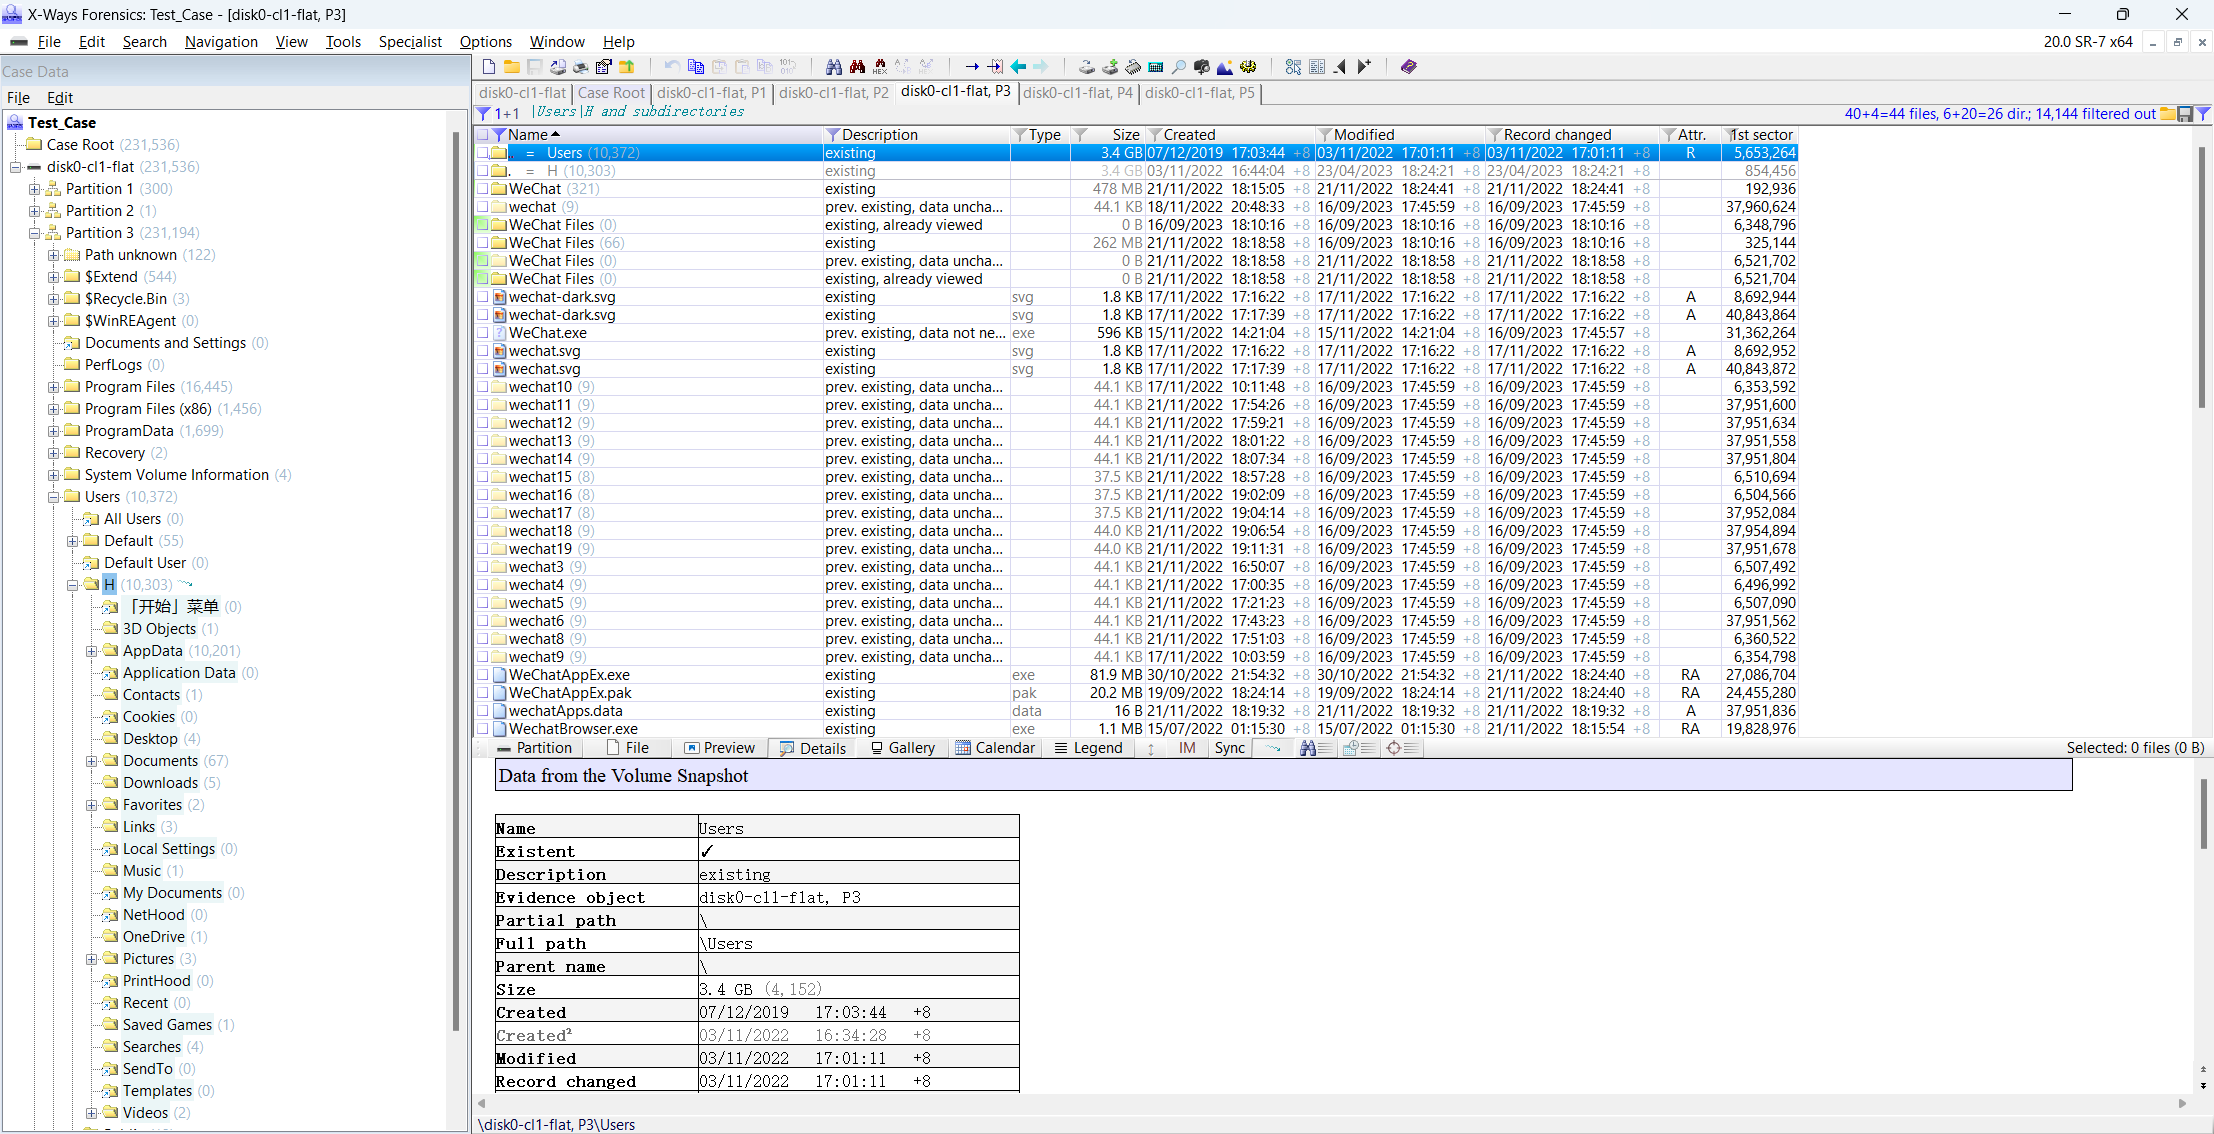 X-Ways Forensics: Test_Case - [disk0-cl1-flat, P3]
File Edit Search Navigation View Tools Specialist Options Window Help 20.0 SR-7 x64
Case Data
File Edit
Test_Case
Case Root (231,536)
disk0-cl1-flat (231,536)
Partition 1 (300)
Partition 2 (1)
Partition 3 (231,194)
Path unknown (122)
$Extend (544)
$Recycle.Bin (3)
$WinREAgent (0)
Documents and Settings (0)
PerfLogs (0)
Program Files (16,445)
Program Files (x86) (1,456)
ProgramData (1,699)
Recovery (2)
System Volume Information (4)
Users (10,372)
All Users (0)
Default (55)
Default User (0)
H (10,303)
「开始」菜单 (0)
3D Objects (1)
AppData (10,201)
Application Data (0)
Contacts (1)
Cookies (0)
Desktop (4)
Documents (67)
Downloads (5)
Favorites (2)
Links (3)
Local Settings (0)
Music (1)
My Documents (0)
NetHood (0)
OneDrive (1)
Pictures (3)
PrintHood (0)
Recent (0)
Saved Games (1)
Searches (4)
SendTo (0)
Templates (0)
Videos (2)
disk0-cl1-flat Case Root disk0-cl1-flat, P1 disk0-cl1-flat, P2 disk0-cl1-flat, P3 disk0-cl1-flat, P4 disk0-cl1-flat, P5
1+1 |Users|H and subdirectories 40+4=44 files, 6+20=26 dir.; 14,144 filtered out
Name Description Type Size Created Modified Record changed Attr. 1st sector
.. = Users (10,372) existing 3.4 GB 07/12/2019 17:03:44 +8 03/11/2022 17:01:11 +8 03/11/2022 17:01:11 +8 R 5,653,264
. = H (10,303) existing 3.4 GB 03/11/2022 16:44:04 +8 23/04/2023 18:24:21 +8 23/04/2023 18:24:21 +8 854,456
WeChat (321) existing 478 MB 21/11/2022 18:15:05 +8 21/11/2022 18:24:41 +8 21/11/2022 18:24:41 +8 192,936
wechat (9) prev. existing, data uncha... 44.1 KB 18/11/2022 20:48:33 +8 16/09/2023 17:45:59 +8 16/09/2023 17:45:59 +8 37,960,624
WeChat Files (0) existing, already viewed 0 B 16/09/2023 18:10:16 +8 16/09/2023 18:10:16 +8 16/09/2023 18:10:16 +8 6,348,796
WeChat Files (66) existing 262 MB 21/11/2022 18:18:58 +8 16/09/2023 18:10:16 +8 16/09/2023 18:10:16 +8 325,144
WeChat Files (0) prev. existing, data uncha... 0 B 21/11/2022 18:18:58 +8 21/11/2022 18:18:58 +8 21/11/2022 18:18:58 +8 6,521,702
WeChat Files (0) existing, already viewed 0 B 21/11/2022 18:18:58 +8 21/11/2022 18:18:58 +8 21/11/2022 18:18:58 +8 6,521,704
wechat-dark.svg existing svg 1.8 KB 17/11/2022 17:16:22 +8 17/11/2022 17:16:22 +8 17/11/2022 17:16:22 +8 A 8,692,944
wechat-dark.svg existing svg 1.8 KB 17/11/2022 17:17:39 +8 17/11/2022 17:16:22 +8 17/11/2022 17:16:22 +8 A 40,843,864
WeChat.exe prev. existing, data not ne... exe 596 KB 15/11/2022 14:21:04 +8 15/11/2022 14:21:04 +8 16/09/2023 17:45:57 +8 31,362,264
wechat.svg existing svg 1.8 KB 17/11/2022 17:16:22 +8 17/11/2022 17:16:22 +8 17/11/2022 17:16:22 +8 A 8,692,952
wechat.svg existing svg 1.8 KB 17/11/2022 17:17:39 +8 17/11/2022 17:16:22 +8 17/11/2022 17:16:22 +8 A 40,843,872
wechat10 (9) prev. existing, data uncha... 44.1 KB 17/11/2022 10:11:48 +8 16/09/2023 17:45:59 +8 16/09/2023 17:45:59 +8 6,353,592
wechat11 (9) prev. existing, data uncha... 44.1 KB 21/11/2022 17:54:26 +8 16/09/2023 17:45:59 +8 16/09/2023 17:45:59 +8 37,951,600
wechat12 (9) prev. existing, data uncha... 44.1 KB 21/11/2022 17:59:21 +8 16/09/2023 17:45:59 +8 16/09/2023 17:45:59 +8 37,951,634
wechat13 (9) prev. existing, data uncha... 44.1 KB 21/11/2022 18:01:22 +8 16/09/2023 17:45:59 +8 16/09/2023 17:45:59 +8 37,951,558
wechat14 (9) prev. existing, data uncha... 44.1 KB 21/11/2022 18:07:34 +8 16/09/2023 17:45:59 +8 16/09/2023 17:45:59 +8 37,951,804
wechat15 (8) prev. existing, data uncha... 37.5 KB 21/11/2022 18:57:28 +8 16/09/2023 17:45:59 +8 16/09/2023 17:45:59 +8 6,510,694
wechat16 (8) prev. existing, data uncha... 37.5 KB 21/11/2022 19:02:09 +8 16/09/2023 17:45:59 +8 16/09/2023 17:45:59 +8 6,504,566
wechat17 (8) prev. existing, data uncha... 37.5 KB 21/11/2022 19:04:14 +8 16/09/2023 17:45:59 +8 16/09/2023 17:45:59 +8 37,952,084
wechat18 (9) prev. existing, data uncha... 44.0 KB 21/11/2022 19:06:54 +8 16/09/2023 17:45:59 +8 16/09/2023 17:45:59 +8 37,954,894
wechat19 (9) prev. existing, data uncha... 44.0 KB 21/11/2022 19:11:31 +8 16/09/2023 17:45:59 +8 16/09/2023 17:45:59 +8 37,951,678
wechat3 (9) prev. existing, data uncha... 44.1 KB 21/11/2022 16:50:07 +8 16/09/2023 17:45:59 +8 16/09/2023 17:45:59 +8 6,507,492
wechat4 (9) prev. existing, data uncha... 44.1 KB 21/11/2022 17:00:35 +8 16/09/2023 17:45:59 +8 16/09/2023 17:45:59 +8 6,496,992
wechat5 (9) prev. existing, data uncha... 44.1 KB 21/11/2022 17:21:23 +8 16/09/2023 17:45:59 +8 16/09/2023 17:45:59 +8 6,507,090
wechat6 (9) prev. existing, data uncha... 44.1 KB 21/11/2022 17:43:23 +8 16/09/2023 17:45:59 +8 16/09/2023 17:45:59 +8 37,951,562
wechat8 (9) prev. existing, data uncha... 44.1 KB 21/11/2022 17:51:03 +8 16/09/2023 17:45:59 +8 16/09/2023 17:45:59 +8 6,360,522
wechat9 (9) prev. existing, data uncha... 44.1 KB 17/11/2022 10:03:59 +8 16/09/2023 17:45:59 +8 16/09/2023 17:45:59 +8 6,354,798
WeChatAppEx.exe existing exe 81.9 MB 30/10/2022 21:54:32 +8 30/10/2022 21:54:32 +8 21/11/2022 18:24:40 +8 RA 27,086,704
WeChatAppEx.pak existing pak 20.2 MB 19/09/2022 18:24:14 +8 19/09/2022 18:24:14 +8 21/11/2022 18:24:40 +8 RA 24,455,280
wechatApps.data existing data 16 B 21/11/2022 18:19:32 +8 21/11/2022 18:19:32 +8 21/11/2022 18:19:32 +8 A 37,951,836
WechatBrowser.exe existing exe 1.1 MB 15/07/2022 01:15:30 +8 15/07/2022 01:15:30 +8 21/11/2022 18:15:54 +8 RA 19,828,976
Partition File Preview Details Gallery Calendar Legend IM Sync Selected: 0 files (0 B)
Data from the Volume Snapshot
Name Users
Existent ✓
Description existing
Evidence object disk0-cl1-flat, P3
Partial path \
Full path \Users
Parent name \
Size 3.4 GB (4,152)
Created 07/12/2019 17:03:44 +8
Created² 03/11/2022 16:34:28 +8
Modified 03/11/2022 17:01:11 +8
Record changed 03/11/2022 17:01:11 +8
\disk0-cl1-flat, P3\Users